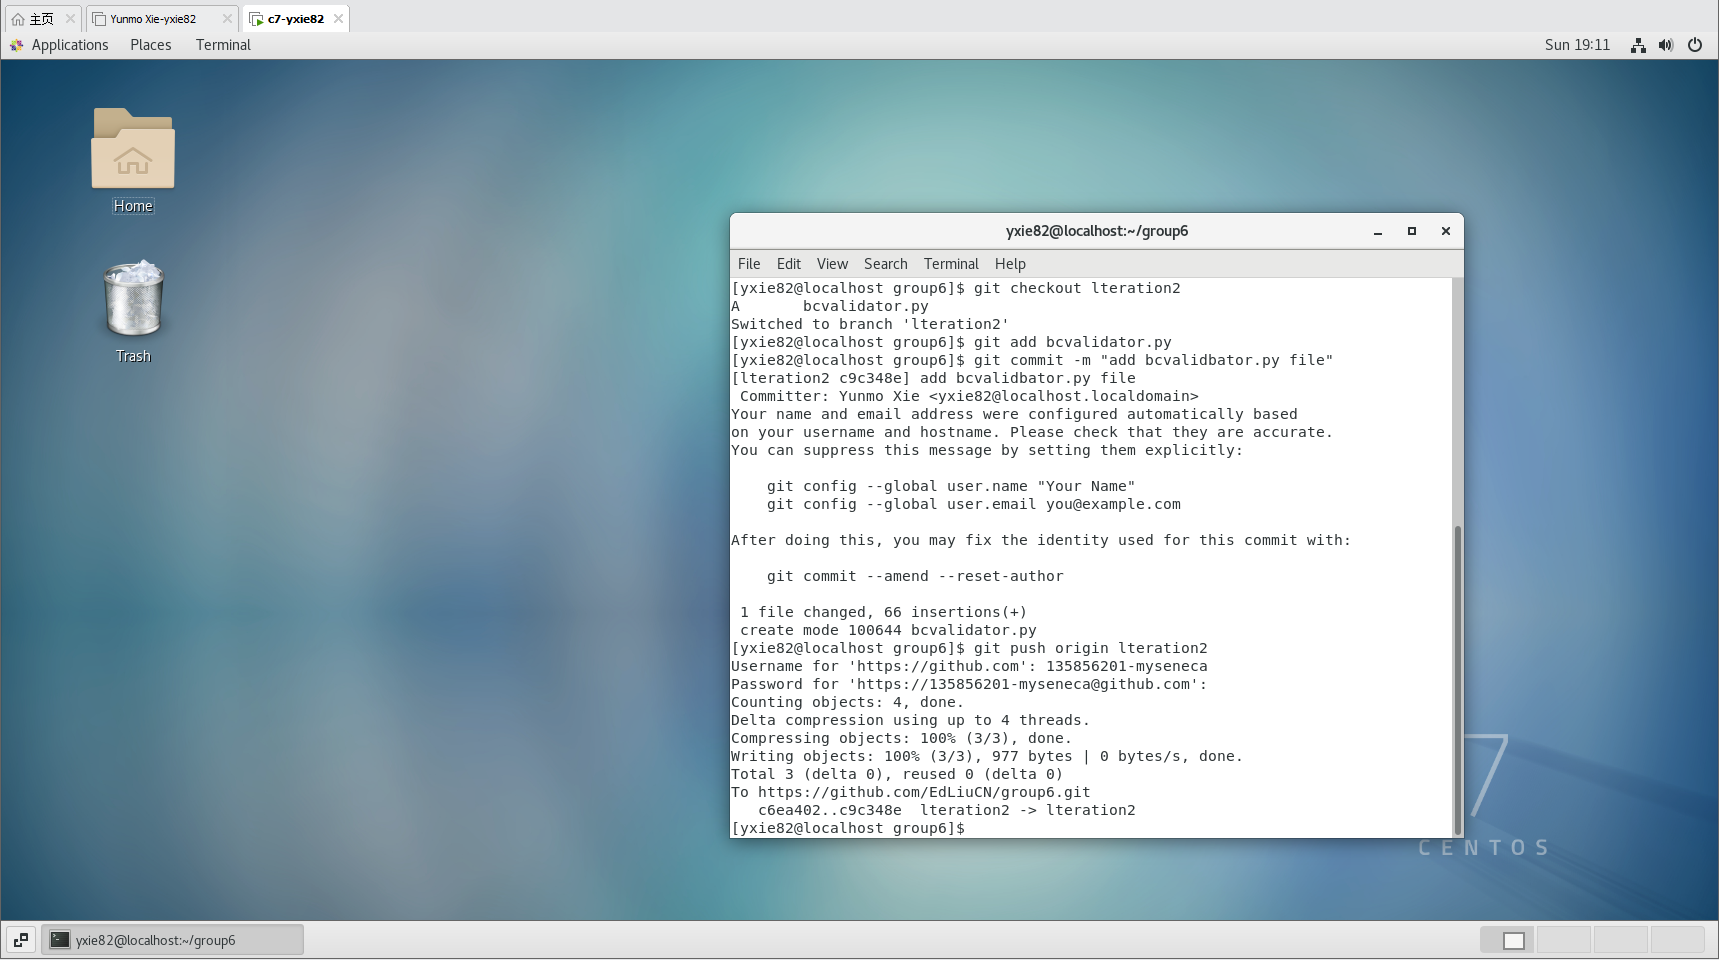 主页
Yunmo Xie-yxie82
c7-yxie82
Applications Places Terminal
Sun 19:11
Home
Trash
yxie82@localhost:~/group6
File Edit View Search Terminal Help
[yxie82@localhost group6]$ git checkout lteration2
A       bcvalidator.py
Switched to branch 'lteration2'
[yxie82@localhost group6]$ git add bcvalidator.py
[yxie82@localhost group6]$ git commit -m "add bcvalidbator.py file"
[lteration2 c9c348e] add bcvalidbator.py file
 Committer: Yunmo Xie <yxie82@localhost.localdomain>
Your name and email address were configured automatically based
on your username and hostname. Please check that they are accurate.
You can suppress this message by setting them explicitly:
    git config --global user.name "Your Name"
    git config --global user.email you@example.com
After doing this, you may fix the identity used for this commit with:
    git commit --amend --reset-author
 1 file changed, 66 insertions(+)
 create mode 100644 bcvalidator.py
[yxie82@localhost group6]$ git push origin lteration2
Username for 'https://github.com': 135856201-myseneca
Password for 'https://135856201-myseneca@github.com':
Counting objects: 4, done.
Delta compression using up to 4 threads.
Compressing objects: 100% (3/3), done.
Writing objects: 100% (3/3), 977 bytes | 0 bytes/s, done.
Total 3 (delta 0), reused 0 (delta 0)
To https://github.com/EdLiuCN/group6.git
   c6ea402..c9c348e  lteration2 -> lteration2
[yxie82@localhost group6]$
7
CENTOS
yxie82@localhost:~/group6